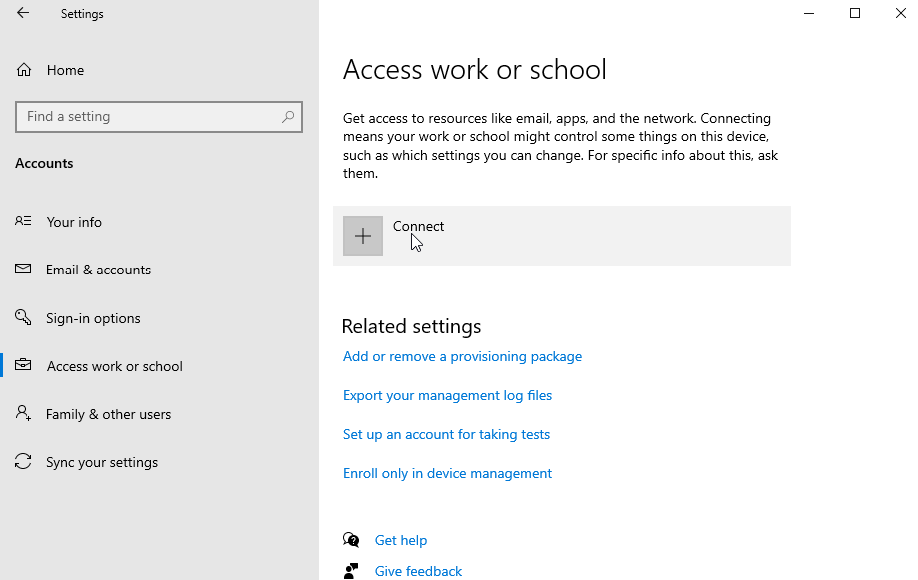 Settings
Home
Find a setting
Accounts
Your info
Email & accounts
Sign-in options
Access work or school
Family & other users
Sync your settings
Access work or school
Get access to resources like email, apps, and the network. Connecting
means your work or school might control some things on this device,
such as which settings you can change. For specific info about this, ask
them.
Connect
Related settings
Add or remove a provisioning package
Export your management log files
Set up an account for taking tests
Enroll only in device management
Get help
Give feedback